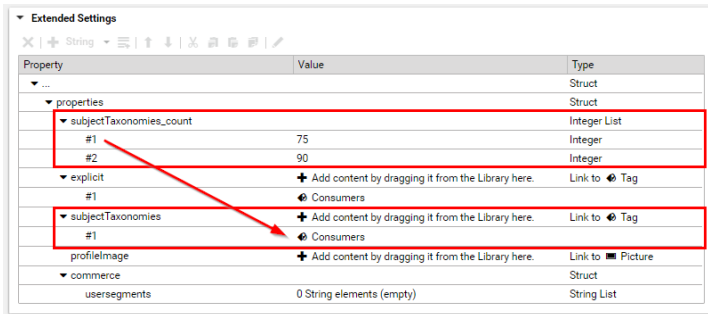 Extended Settings
String
Property Value Type
... Struct
properties Struct
subjectTaxonomies_count Integer List
#1 75 Integer
#2 90 Integer
explicit Add content by dragging it from the Library here. Link to Tag
#1 Consumers
subjectTaxonomies Add content by dragging it from the Library here. Link to Tag
#1 Consumers
profileImage Add content by dragging it from the Library here. Link to Picture
commerce Struct
usersegments 0 String elements (empty) String List